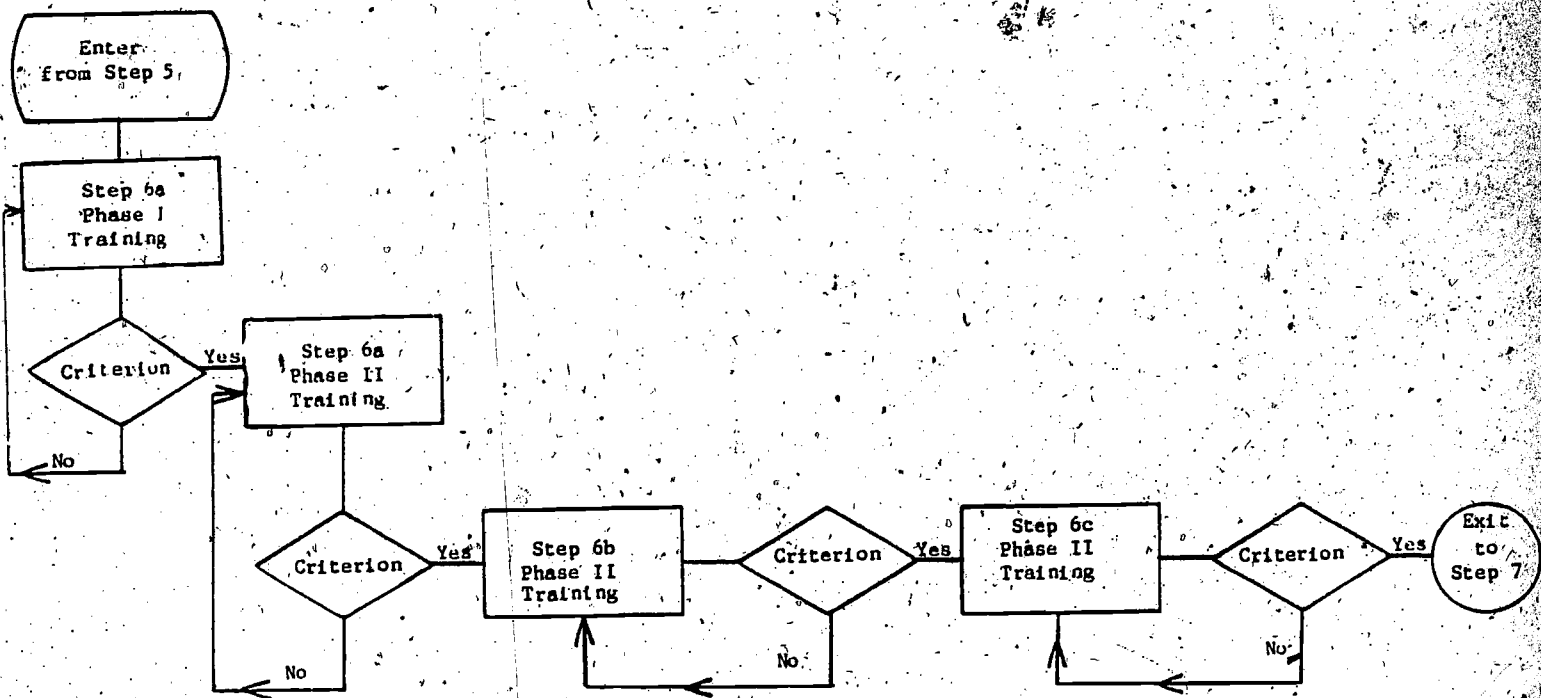 Enter
from Step 5
Step 6a
Phase I
Training
Criterion
Yes
No
Step 6a
Phase II
Training
Criterion
Yes
No
Step 6b
Phase II
Training
Criterion
Yes
No
Step 6c
Phase II
Training
Criterion
Yes
No
Exit
to
Step 7